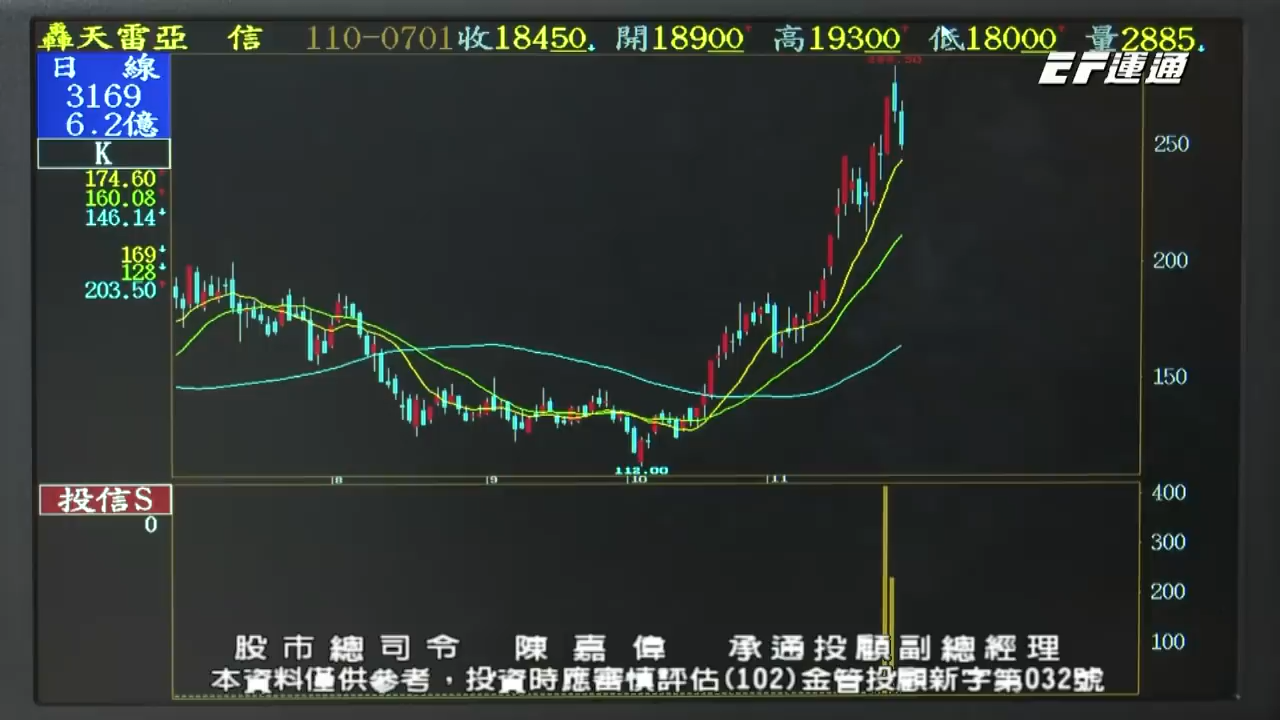 轟天雷亞 信 110-0701 收18450 開18900 高19300 低18000 量2885
EF運通
日 線
3169
6.2億
K
174.60
160.08
146.14
169
128
203.50
250
200
150
112.00
8 9 10 11
投信S
0
400
300
200
100
股市總司令 陳嘉偉 承通投顧副總經理
本資料僅供參考，投資時應審慎評估(102)金管投顧新字第032號